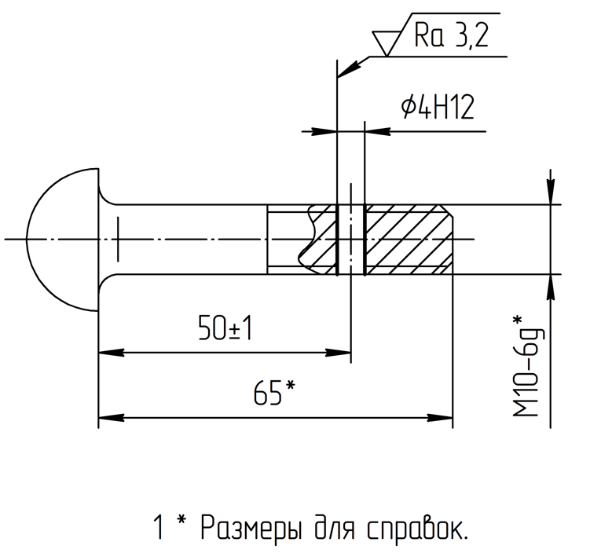 Ra 3,2
ϕ4H12
50±1
65*
M10-6g*
1 * Размеры для справок.